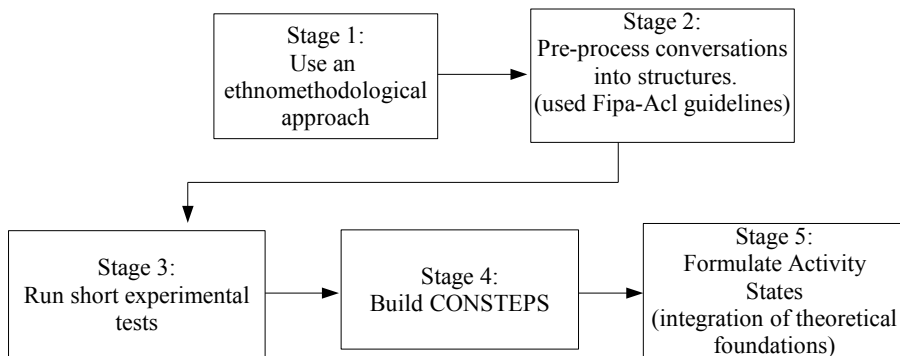 Stage 1:
Use an
ethnomethodological
approach
Stage 2:
Pre-process conversations
into structures.
(used Fipa-Acl guidelines)
Stage 3:
Run short experimental
tests
Stage 4:
Build CONSTEPS
Stage 5:
Formulate Activity
States
(integration of theoretical
foundations)